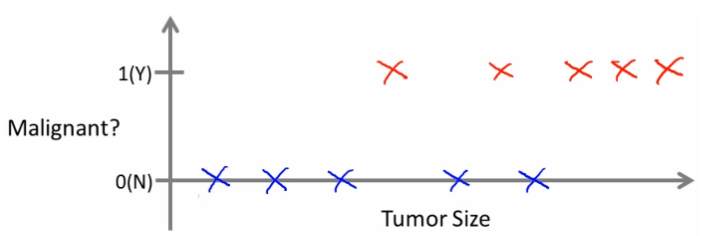 1(Y)
Malignant?
0(N)
Tumor Size